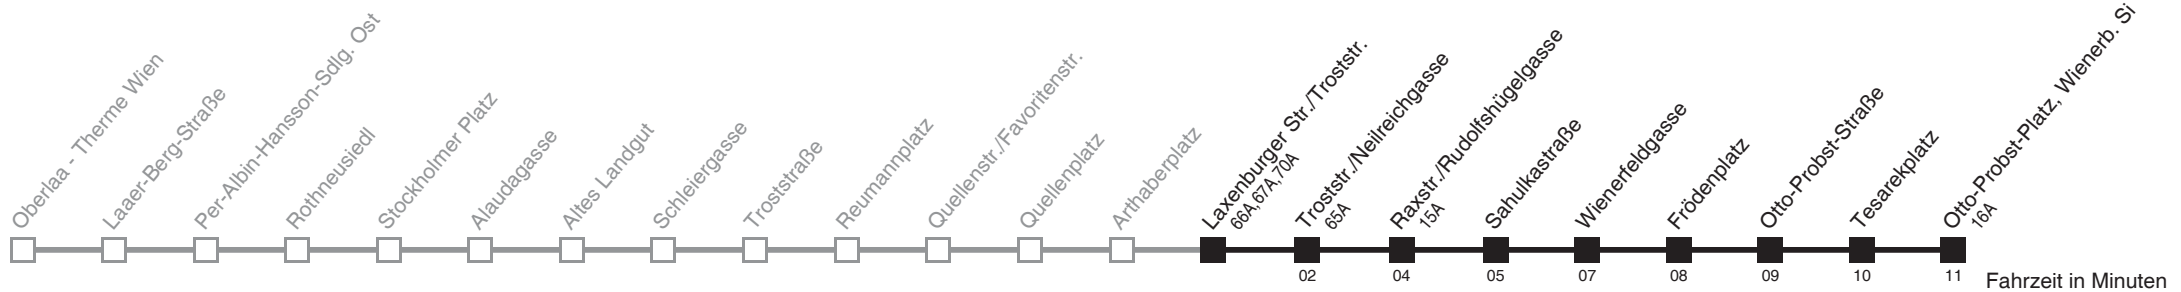 Oberlaa - Therme Wien
Laaer-Berg-Straße
Per-Albin-Hansson-Sdlg. Ost
Rothneusiedl
Stockholmer Platz
Alaudagasse
Altes Landgut
Schleiergasse
Troststraße
Reumannplatz
Quellenstr./Favoritenstr.
Quellenplatz
Arthaberplatz
Laxenburger Str./Troststr.
66A,67A,70A
Troststr./Neilreichgasse
65A
Raxstr./Rudolfshügelgasse
15A
Sahulkastraße
Wienerfeldgasse
Frödenplatz
Otto-Probst-Straße
Tesarekplatz
Otto-Probst-Platz, Wienerb. Si
16A
02 04 05 07 08 09 10 11
Fahrzeit in Minuten